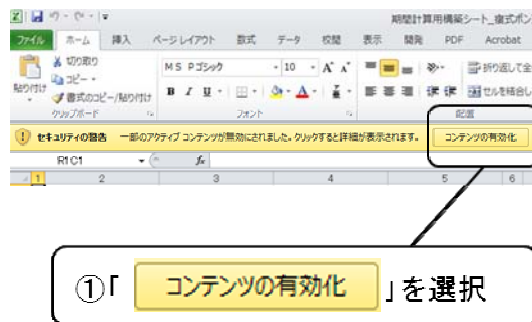 期間計算用構築シート_複式ボン
ファイル ホーム 挿入 ページ レイアウト 数式 データ 校閲 表示 開発 PDF Acrobat
切り取り MS Pゴシック 10 A A 折り返して全
コピー
貼り付け 書式のコピー/貼り付け B I U A セルを結合し
クリップボード フォント 配置
セキュリティの警告 一部のアクティブ コンテンツが無効にされました。クリックすると詳細が表示されます。 コンテンツの有効化
R1C1 fx
1 2 3 4 5 6
①「 コンテンツの有効化 」を選択